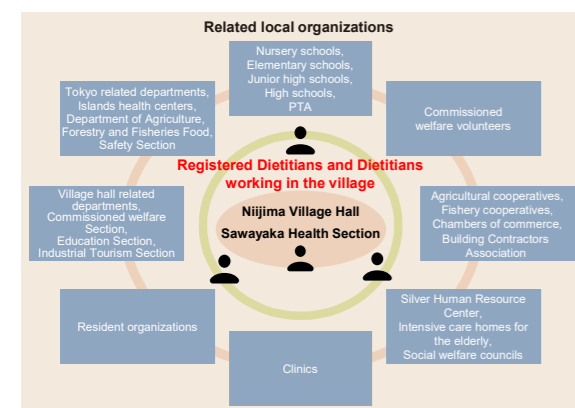 Related local organizations
Nursery schools,
Elementary schools,
Junior high schools,
High schools,
PTA
Tokyo related departments,
Islands health centers,
Department of Agriculture,
Forestry and Fisheries Food,
Safety Section
Commissioned
welfare volunteers
Registered Dietitians and Dietitians
working in the village
Village hall related
departments,
Commissioned welfare
Section,
Education Section,
Industrial Tourism Section
Niijima Village Hall
Sawayaka Health Section
Agricultural cooperatives,
Fishery cooperatives,
Chambers of commerce,
Building Contractors
Association
Resident organizations
Clinics
Silver Human Resource
Center,
Intensive care homes for
the elderly,
Social welfare councils